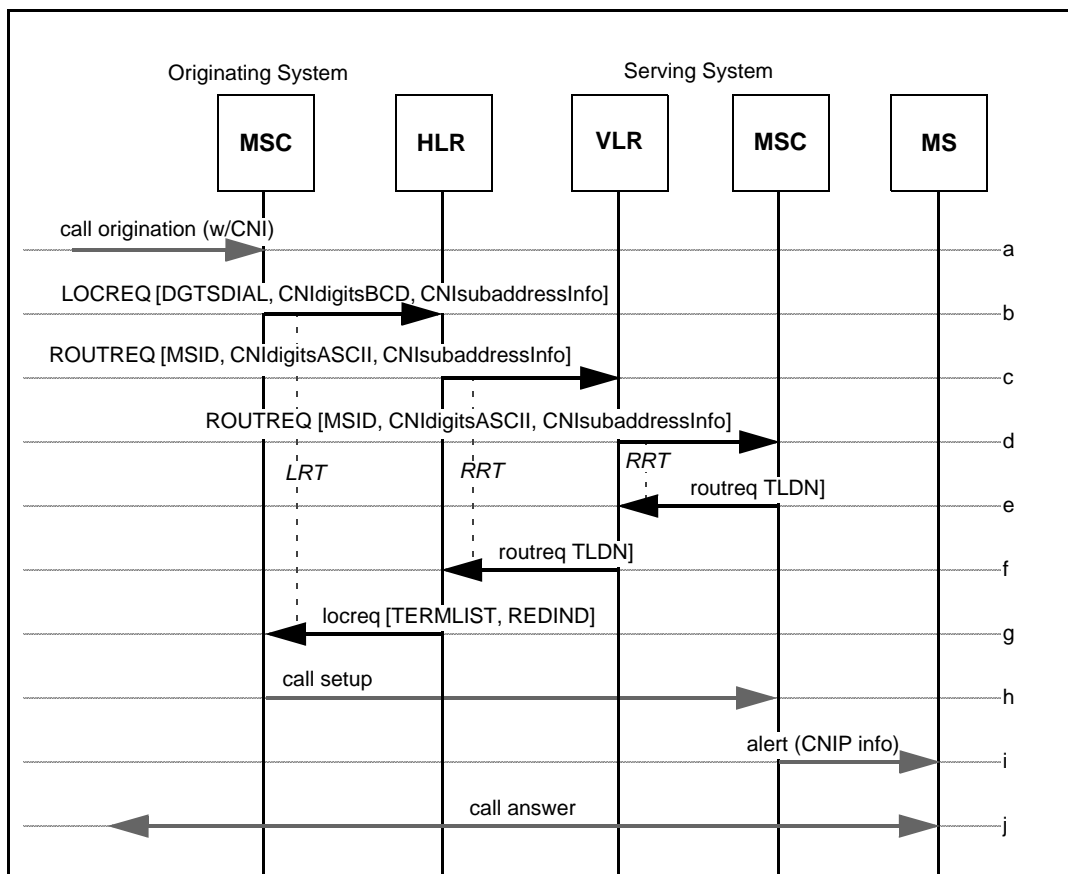 Originating System
Serving System
MSC
HLR
VLR
MSC
MS
call origination (w/CNI)
a
LOCREQ [DGTSDIAL, CNIdigitsBCD, CNIsubaddressInfo]
b
ROUTREQ [MSID, CNIdigitsASCII, CNIsubaddressInfo]
c
ROUTREQ [MSID, CNIdigitsASCII, CNIsubaddressInfo]
d
LRT
RRT
RRT
routreq TLDN]
e
routreq TLDN]
f
locreq [TERMLIST, REDIND]
g
call setup
h
alert (CNIP info)
i
call answer
j